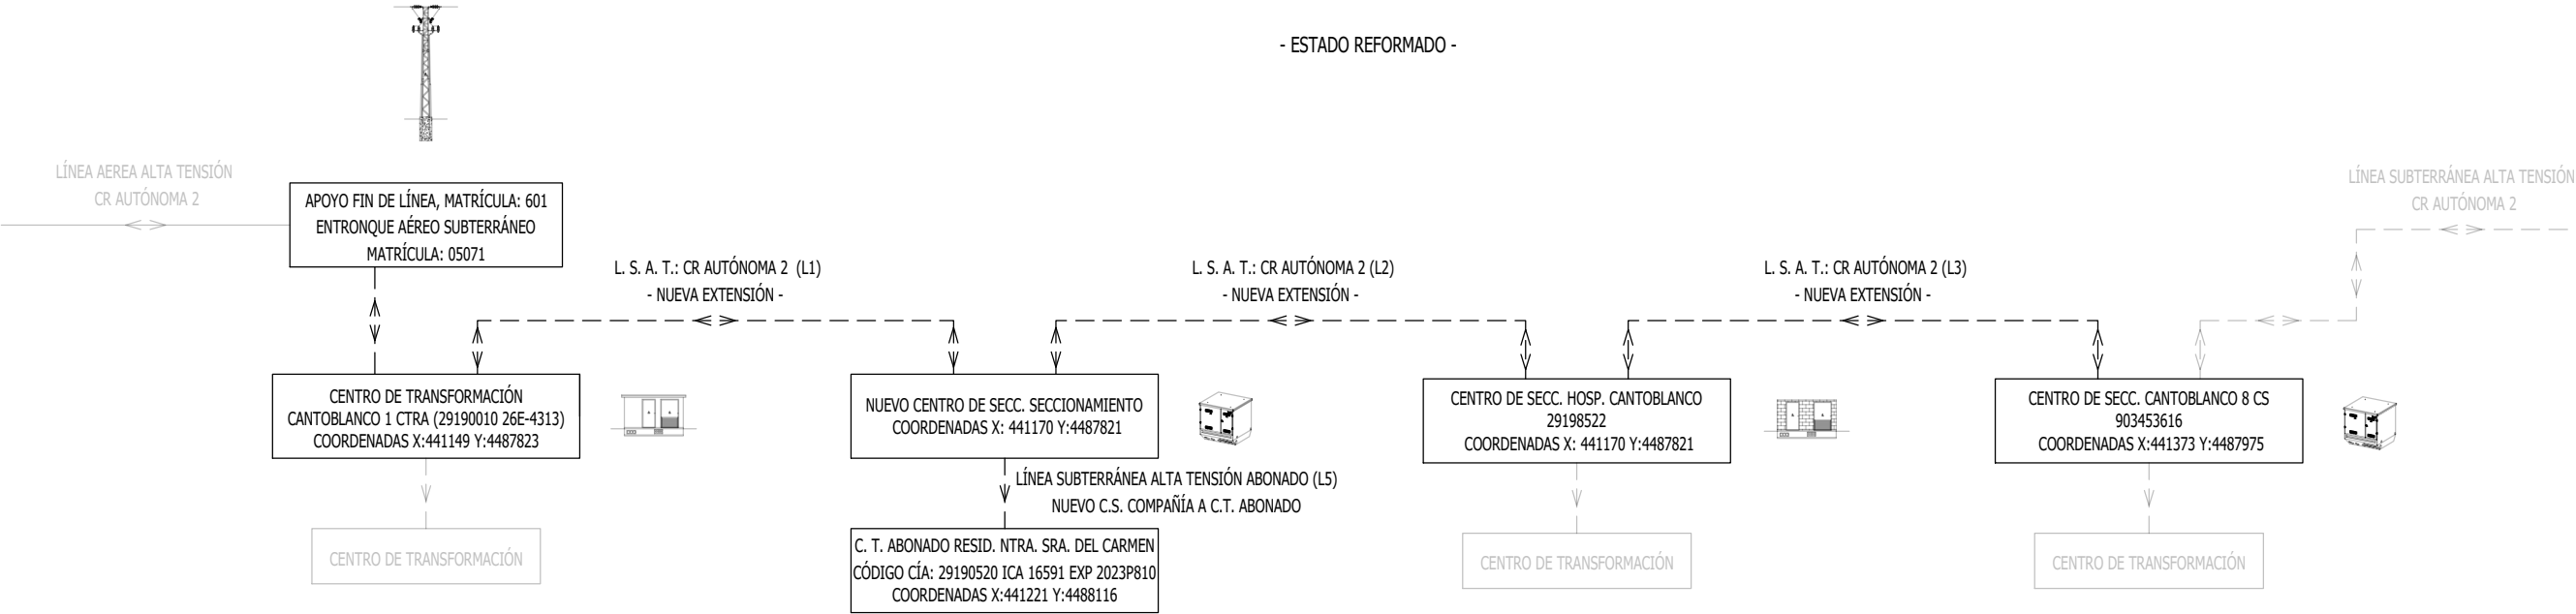 - ESTADO REFORMADO -
LÍNEA AEREA ALTA TENSIÓN
CR AUTÓNOMA 2
APOYO FIN DE LÍNEA, MATRÍCULA: 601
ENTRONQUE AÉREO SUBTERRÁNEO
MATRÍCULA: 05071
LÍNEA SUBTERRÁNEA ALTA TENSIÓN
CR AUTÓNOMA 2
L. S. A. T.: CR AUTÓNOMA 2 (L1)
- NUEVA EXTENSIÓN -
L. S. A. T.: CR AUTÓNOMA 2 (L2)
- NUEVA EXTENSIÓN -
L. S. A. T.: CR AUTÓNOMA 2 (L3)
- NUEVA EXTENSIÓN -
CENTRO DE TRANSFORMACIÓN
CANTOBLANCO 1 CTRA (29190010 26E-4313)
COORDENADAS X:441149 Y:4487823
NUEVO CENTRO DE SECC. SECCIONAMIENTO
COORDENADAS X: 441170 Y:4487821
CENTRO DE SECC. HOSP. CANTOBLANCO
29198522
COORDENADAS X: 441170 Y:4487821
CENTRO DE SECC. CANTOBLANCO 8 CS
903453616
COORDENADAS X:441373 Y:4487975
LÍNEA SUBTERRÁNEA ALTA TENSIÓN ABONADO (L5)
NUEVO C.S. COMPAÑÍA A C.T. ABONADO
CENTRO DE TRANSFORMACIÓN
C. T. ABONADO RESID. NTRA. SRA. DEL CARMEN
CÓDIGO CÍA: 29190520 ICA 16591 EXP 2023P810
COORDENADAS X:441221 Y:4488116
CENTRO DE TRANSFORMACIÓN
CENTRO DE TRANSFORMACIÓN